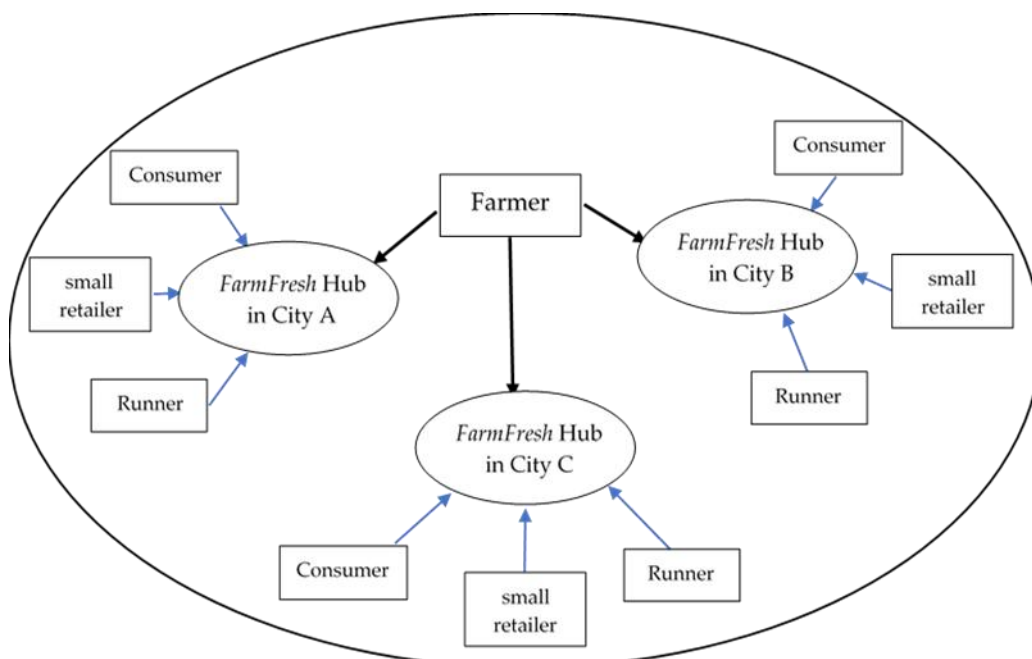 Consumer
Consumer
Farmer
FarmFresh Hub
in City A
FarmFresh Hub
in City B
small
retailer
small
retailer
Runner
Runner
FarmFresh Hub
in City C
Consumer
small
retailer
Runner